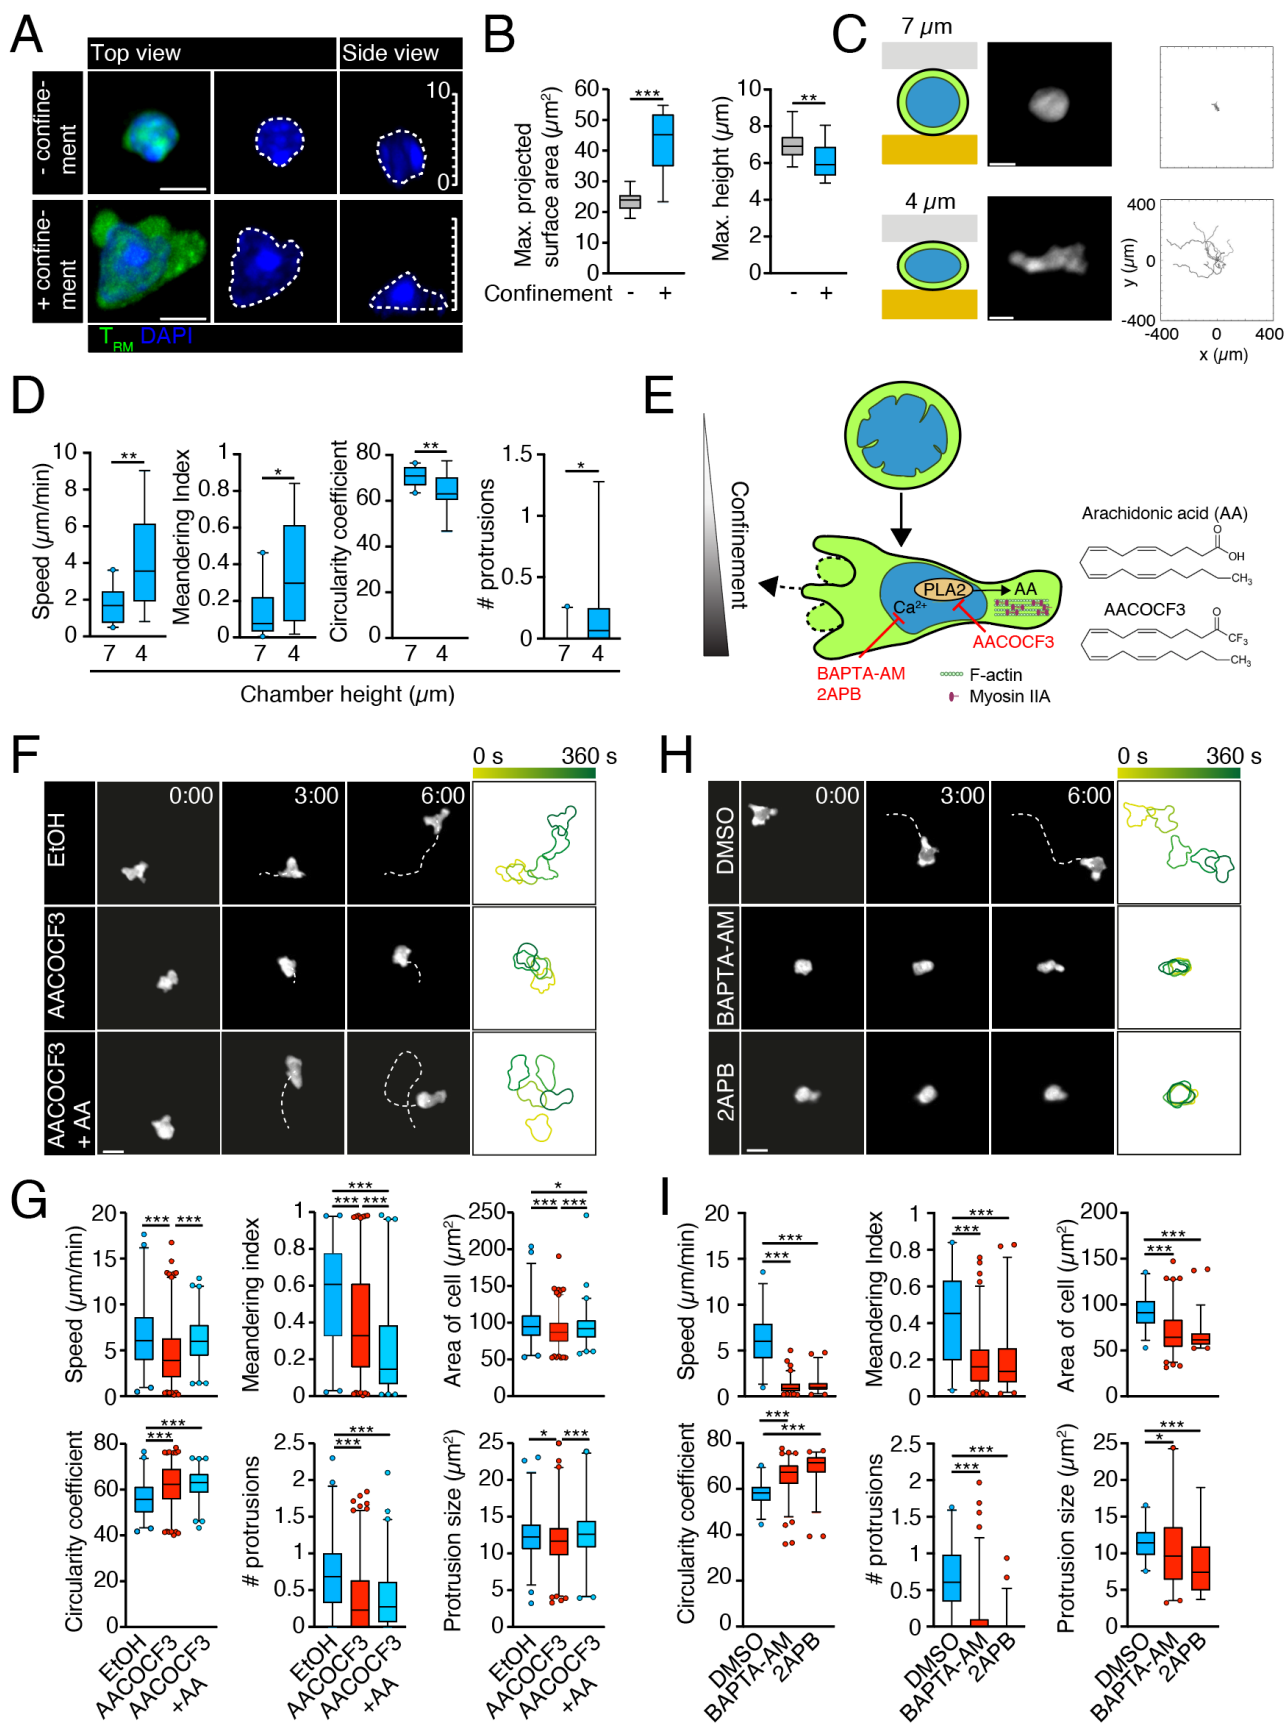 A
Top view
Side view
- confine-
ment
10
0
+ confine-
ment
TRM DAPI
B
Max. projected
surface area (µm²)
60
50
40
30
20
10
0
***
Max. height (µm)
10
8
6
4
2
0
**
Confinement
-
+
-
+
C
7 µm
4 µm
400
0
-400
y (µm)
-400
0
400
x (µm)
D
Speed (µm/min)
10
8
6
4
2
0
**
7
4
Meandering Index
1
0.8
0.6
0.4
0.2
0
*
7
4
Circularity coefficient
80
60
40
20
0
**
7
4
# protrusions
1.5
1
0.5
0
*
7
4
Chamber height (µm)
E
Confinement
PLA2
AA
Ca²⁺
AACOCF3
BAPTA-AM
2APB
F-actin
Myosin IIA
Arachidonic acid (AA)
O
OH
CH3
AACOCF3
O
CF3
CH3
F
0 s
360 s
EtOH
0:00
3:00
6:00
AACOCF3
AACOCF3
+ AA
H
0 s
360 s
DMSO
0:00
3:00
6:00
BAPTA-AM
2APB
G
Speed (µm/min)
20
15
10
5
0
***
***
Meandering index
1
0.8
0.6
0.4
0.2
0
***
***
***
Area of cell (µm²)
250
200
150
100
50
0
*
***
***
Circularity coefficient
80
60
40
20
0
***
***
# protrusions
2.5
2
1.5
1
0.5
0
***
***
Protrusion size (µm²)
25
20
15
10
5
0
*
***
EtOH
AACOCF3
AACOCF3
+AA
EtOH
AACOCF3
AACOCF3
+AA
EtOH
AACOCF3
AACOCF3
+AA
I
Speed (µm/min)
20
15
10
5
0
***
***
Meandering Index
1
0.8
0.6
0.4
0.2
0
***
***
Area of cell (µm²)
200
150
100
50
0
***
***
Circularity coefficient
80
60
40
20
0
***
***
# protrusions
2.5
2
1.5
1
0.5
0
***
***
Protrusion size (µm²)
25
20
15
10
5
0
***
*
DMSO
BAPTA-AM
2APB
DMSO
BAPTA-AM
2APB
DMSO
BAPTA-AM
2APB